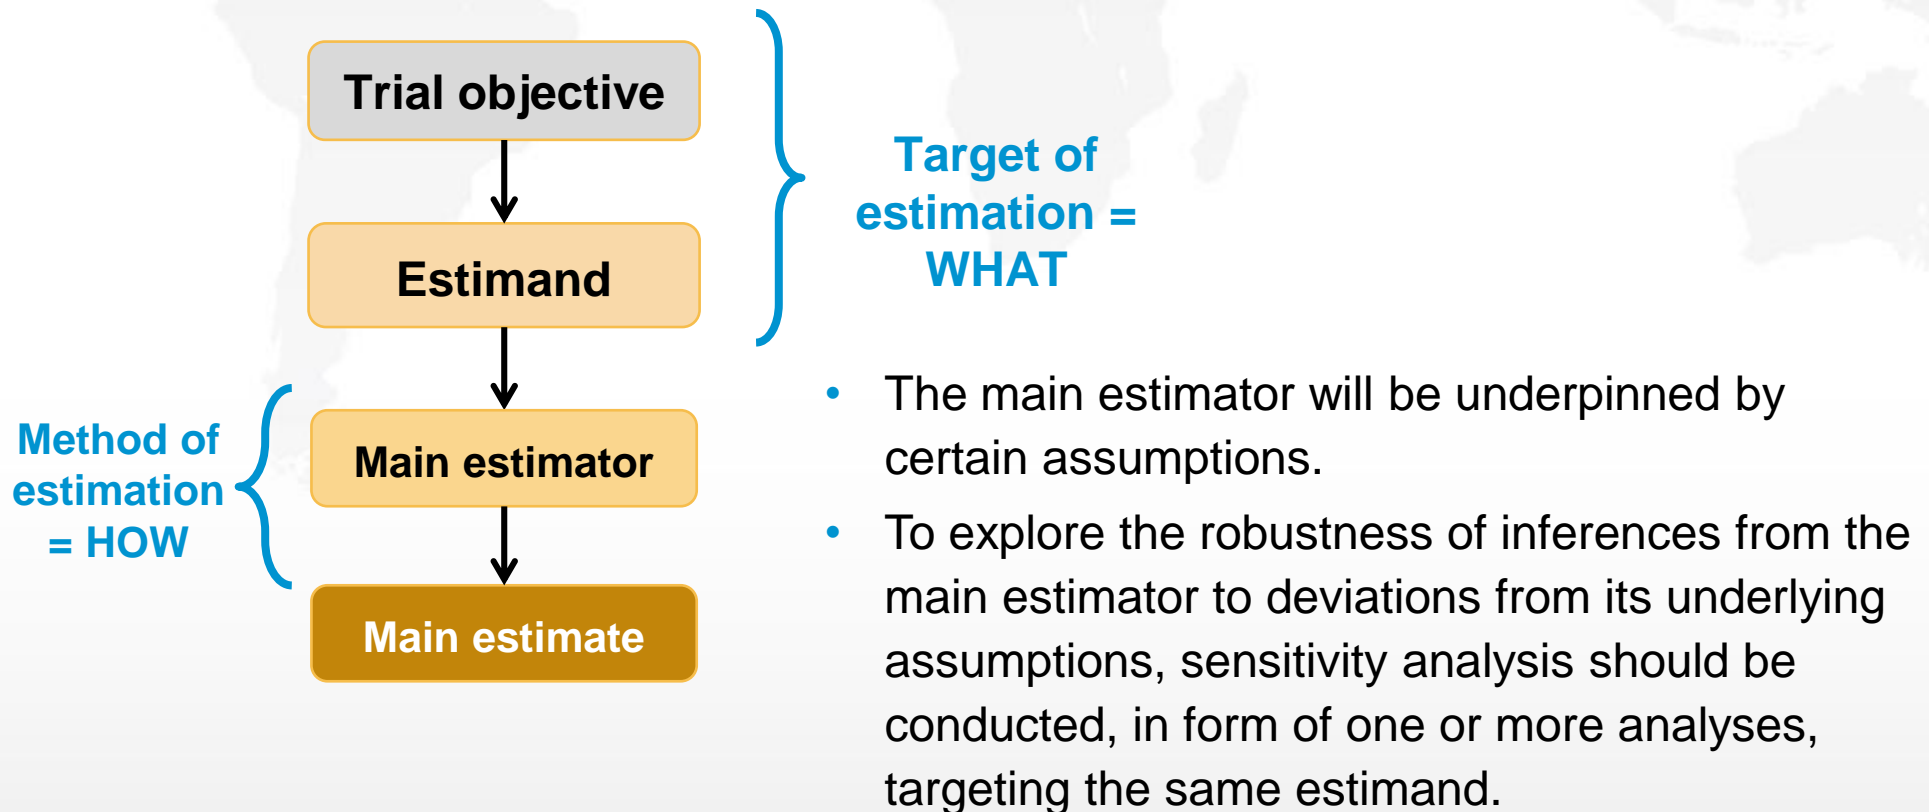 Trial objective
Target of
estimation =
WHAT
Estimand
Method of
estimation
= HOW
Main estimator
Main estimate
• The main estimator will be underpinned by
certain assumptions.
• To explore the robustness of inferences from the
main estimator to deviations from its underlying
assumptions, sensitivity analysis should be
conducted, in form of one or more analyses,
targeting the same estimand.